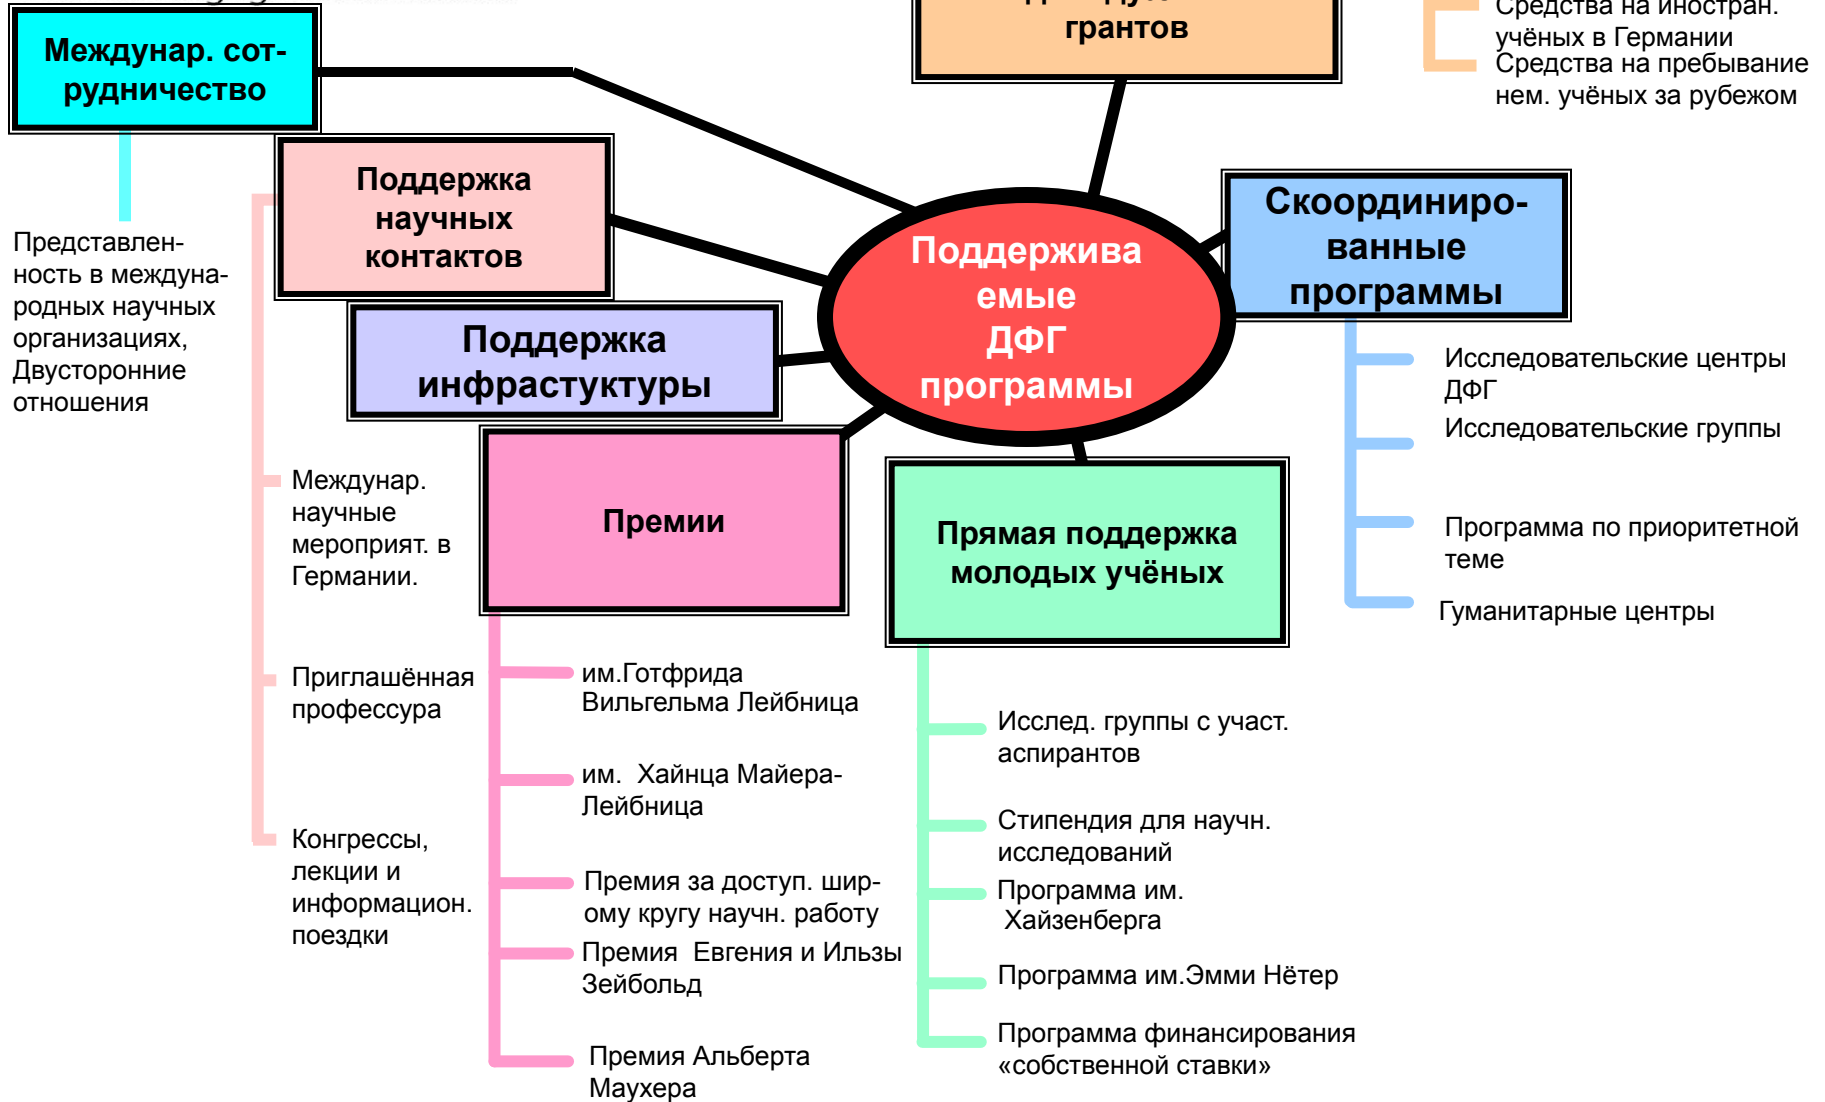 грантов
Средства на иностран.
учёных в Германии
Средства на пребывание
нем. учёных за рубежом
Междунар. сот-
рудничество
Представлен-
ность в междуна-
родных научных
организациях,
Двусторонние
отношения
Поддержка
научных
контактов
Междунар.
научные
мероприят. в
Германии.
Приглашённая
профессура
Конгрессы,
лекции и
информацион.
поездки
Поддержка
инфрастуктуры
Поддержива
емые
ДФГ
программы
Скоординиро-
ванные
программы
Исследовательские центры
ДФГ
Исследовательские группы
Программа по приоритетной
теме
Гуманитарные центры
Премии
им.Готфрида
Вильгельма Лейбница
им. Хайнца Майера-
Лейбница
Премия за доступ. шир-
ому кругу научн. работу
Премия Евгения и Ильзы
Зейбольд
Премия Альберта
Маухера
Прямая поддержка
молодых учёных
Исслед. группы с участ.
аспирантов
Стипендия для научн.
исследований
Программа им.
Хайзенберга
Программа им.Эмми Нётер
Программа финансирования
«собственной ставки»